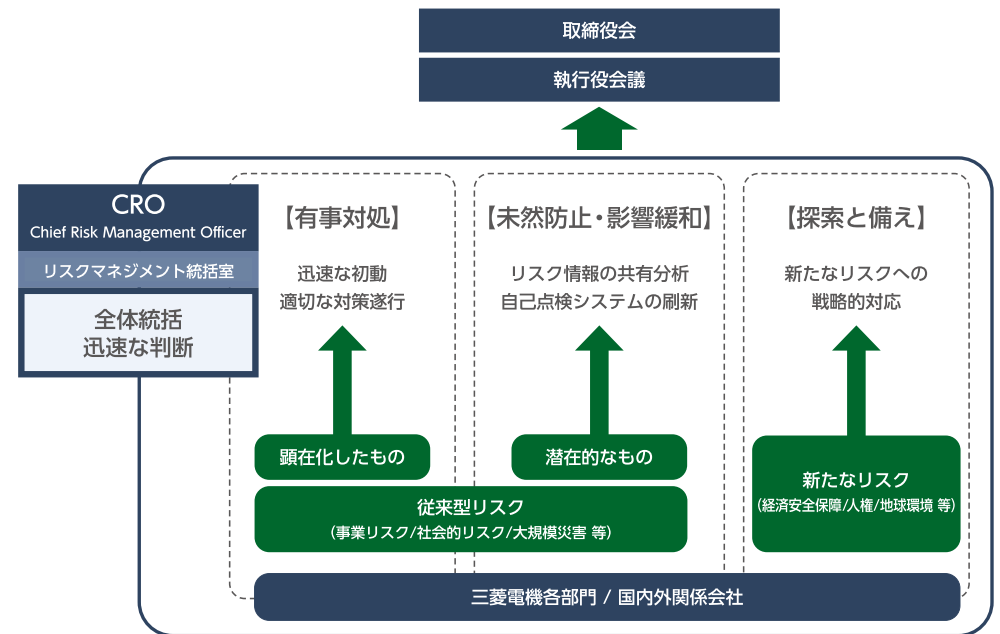 取締役会
執行役会議
CRO
Chief Risk Management Officer
リスクマネジメント統括室
全体統括
迅速な判断
【有事対処】
迅速な初動
適切な対策遂行
顕在化したもの
【未然防止・影響緩和】
リスク情報の共有分析
自己点検システムの刷新
潜在的なもの
従来型リスク
(事業リスク/社会的リスク/大規模災害 等)
【探索と備え】
新たなリスクへの
戦略的対応
新たなリスク
(経済安全保障/人権/地球環境 等)
三菱電機各部門 / 国内外関係会社